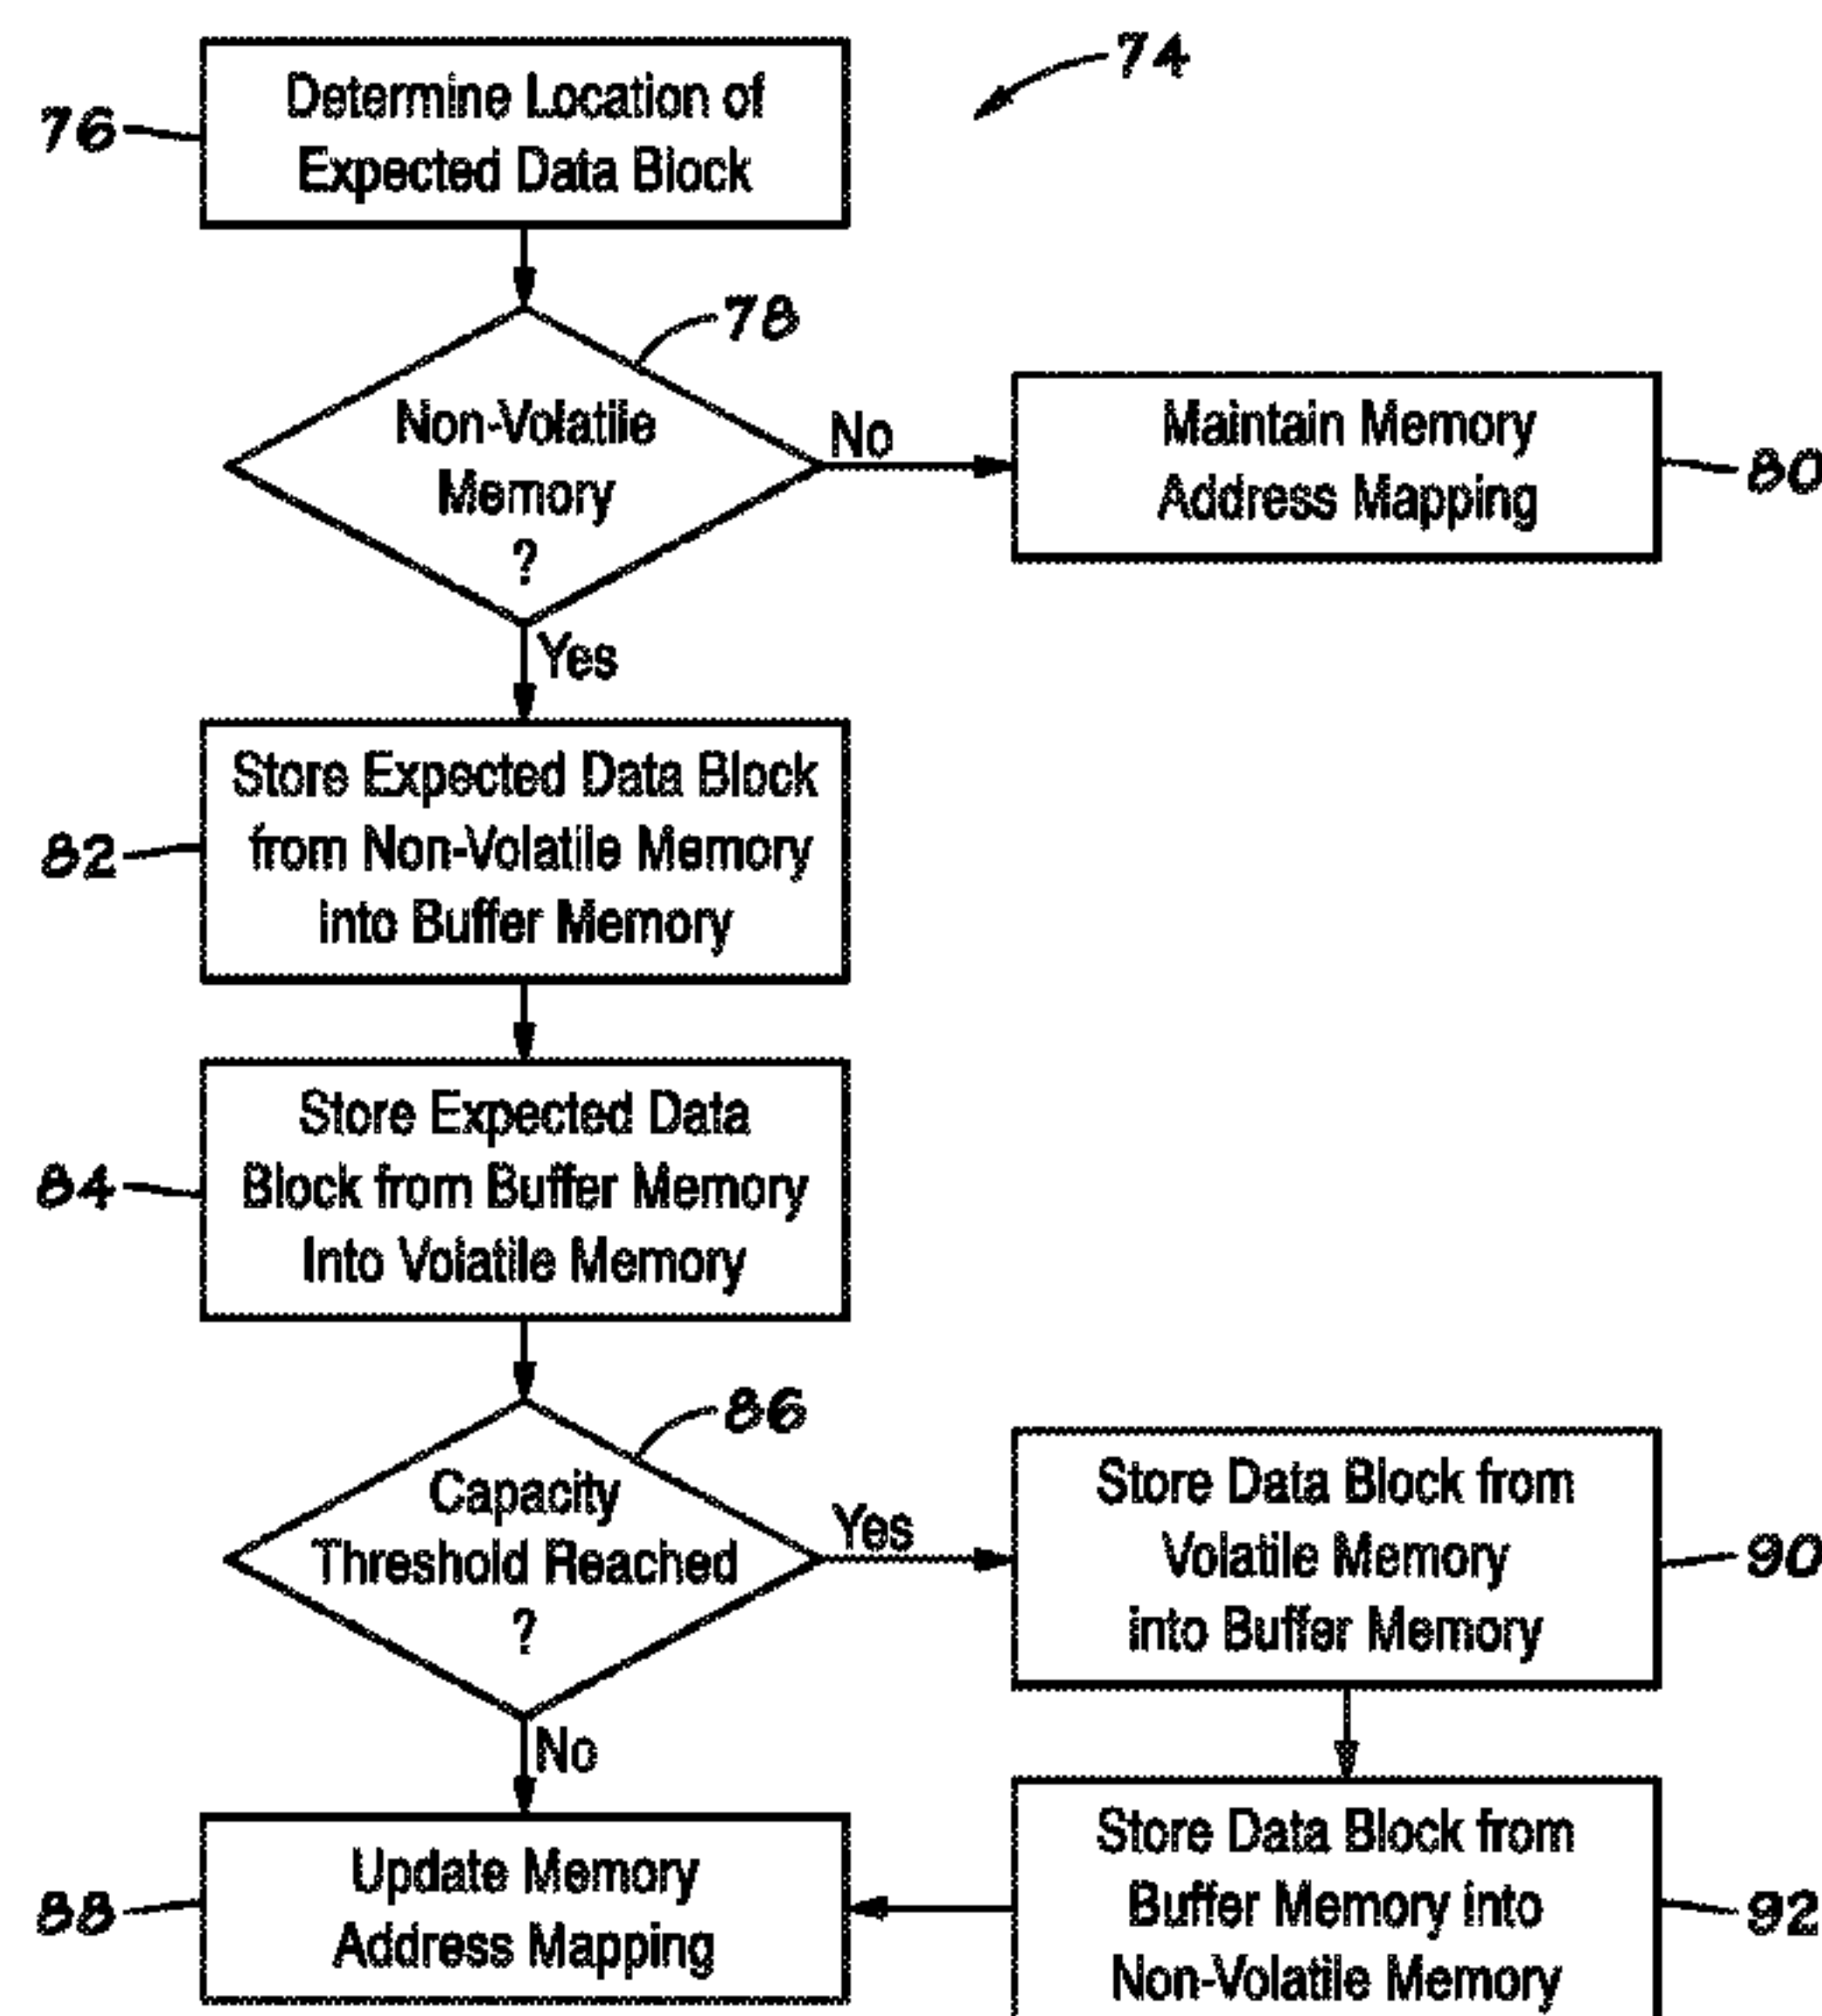 74
76
Determine Location of
Expected Data Block
78
Non-Volatile
Memory
?
No
Maintain Memory
Address Mapping
80
Yes
82
Store Expected Data Block
from Non-Volatile Memory
into Buffer Memory
84
Store Expected Data
Block from Buffer Memory
Into Volatile Memory
86
Capacity
Threshold Reached
?
Yes
Store Data Block from
Volatile Memory
into Buffer Memory
90
No
88
Update Memory
Address Mapping
Store Data Block from
Buffer Memory into
Non-Volatile Memory
92